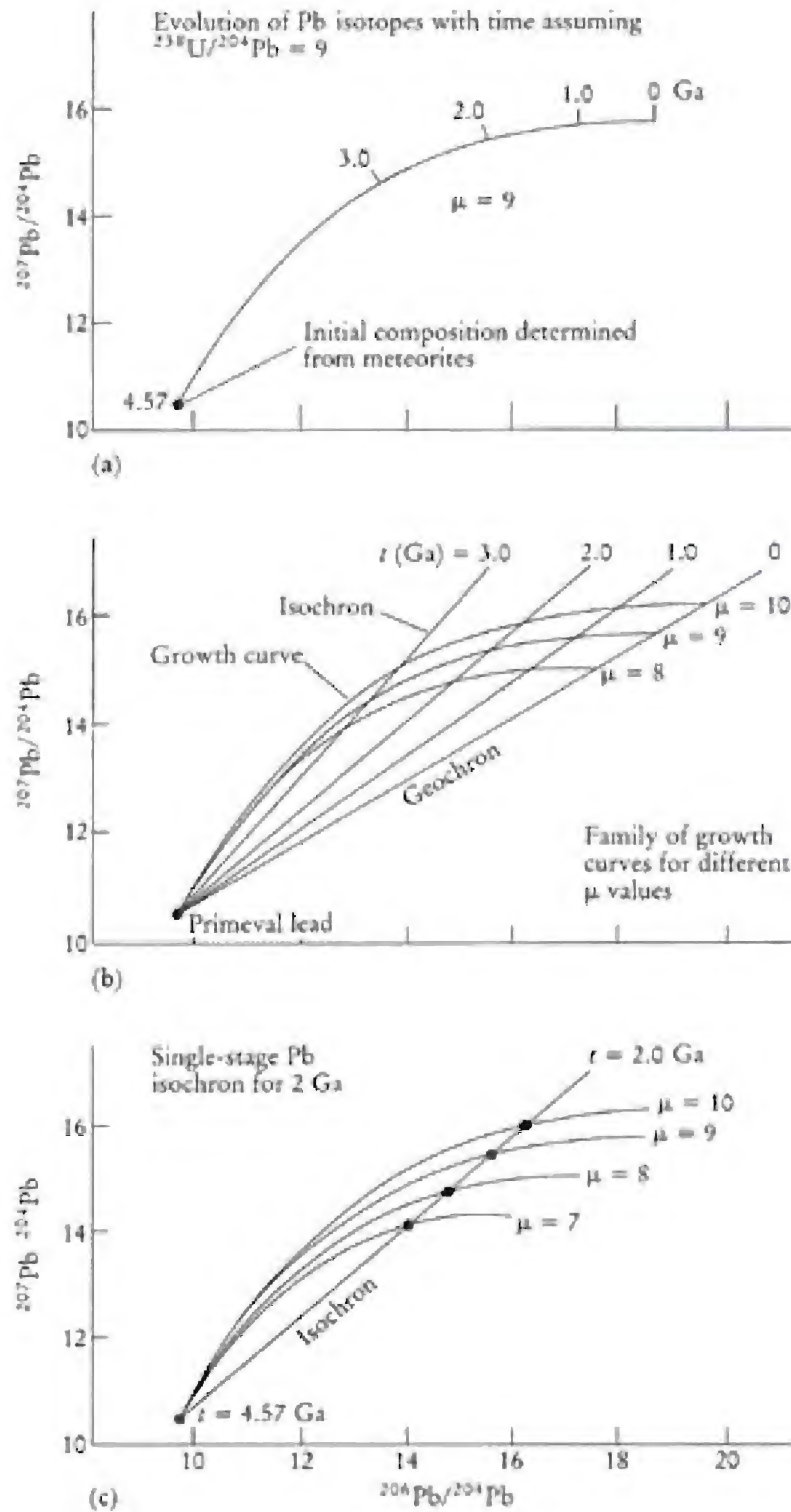 Evolution of Pb isotopes with time assuming
²³⁸U/²⁰⁴Pb = 9
0 Ga
1.0
2.0
3.0
16
14
12
10
μ = 9
²⁰⁷Pb/²⁰⁴Pb
Initial composition determined
from meteorites
4.57
(a)
t (Ga) = 3.0
2.0
1.0
0
Isochron
Growth curve
16
14
12
10
μ = 10
μ = 9
μ = 8
²⁰⁷Pb/²⁰⁴Pb
Geochron
Family of growth
curves for different
μ values
Primeval lead
(b)
Single-stage Pb
isochron for 2 Ga
t = 2.0 Ga
μ = 10
μ = 9
μ = 8
μ = 7
16
14
12
10
²⁰⁷Pb ²⁰⁴Pb
Isochron
t = 4.57 Ga
10
12
14
16
18
20
(c)
²⁰⁶Pb/²⁰⁴Pb